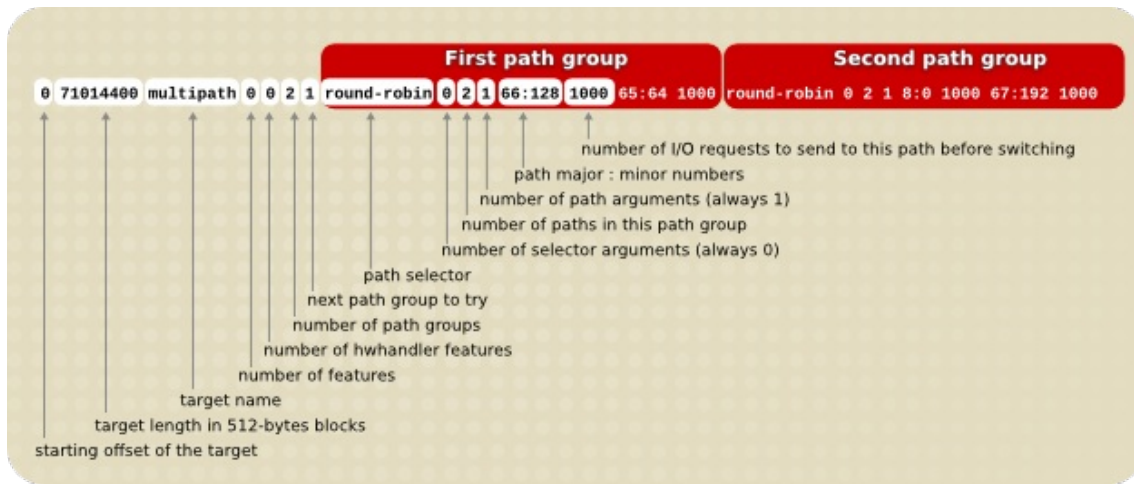 First path group Second path group
0 71014400 multipath 0 0 2 1 round-robin 0 2 1 66:128 1000 65:64 1000 round-robin 0 2 1 8:0 1000 67:192 1000
number of I/O requests to send to this path before switching
path major : minor numbers
number of path arguments (always 1)
number of paths in this path group
number of selector arguments (always 0)
path selector
next path group to try
number of path groups
number of hwhandler features
number of features
target name
target length in 512-bytes blocks
starting offset of the target